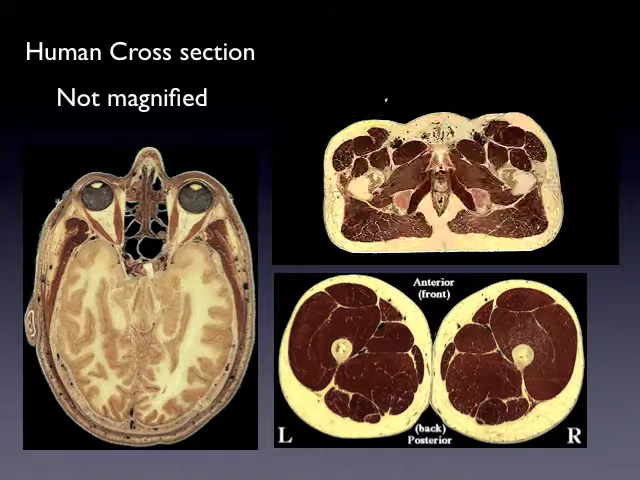 Human Cross section
Not magnified
Anterior
(front)
L
(back)
Posterior
R